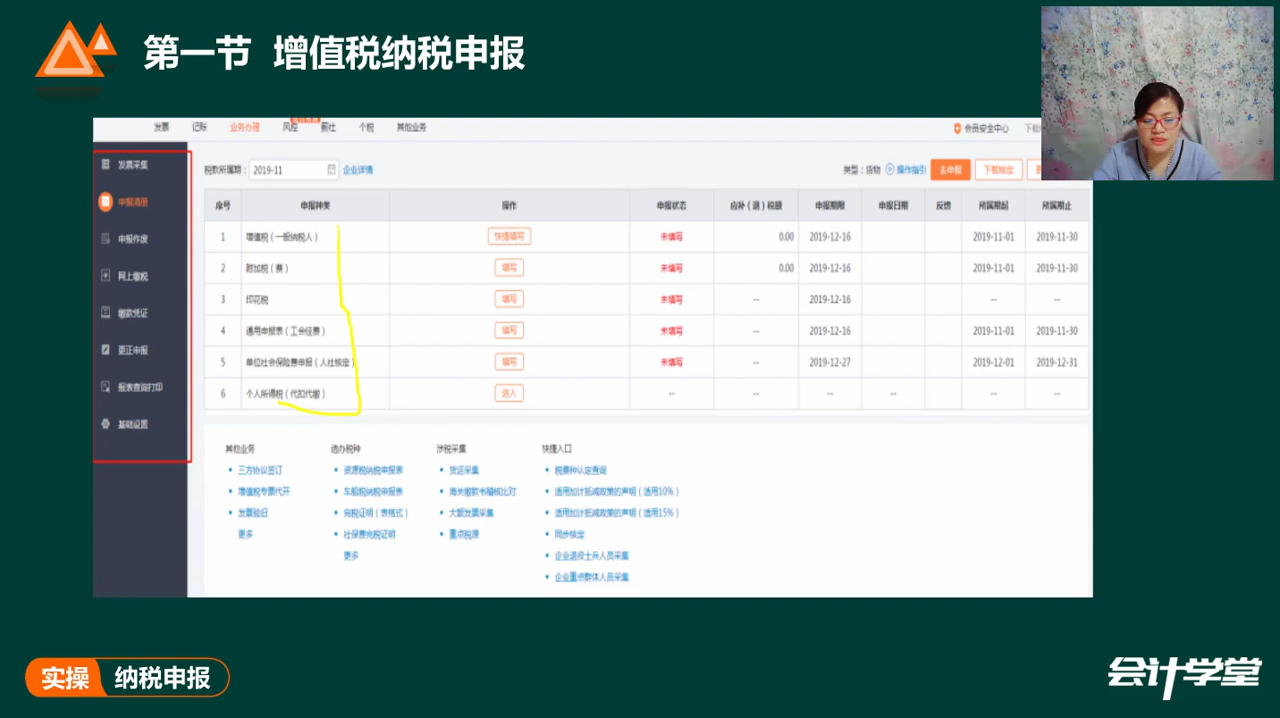 第一节 增值税纳税申报
发票 记账 业务办理 风控 薪社 个税 其他业务 会员安全中心
发票采集
申报清册
申报作废
网上缴税
缴款凭证
更正申报
报表查询打印
基础设置
税款所属期： 2019-11 企业详情 类型：货物 操作指引 去申报 下载核定
序号 申报种类 操作 申报状态 应补（退）税额 申报期限 申报日期 反馈 所属期起 所属期止
1 增值税（一般纳税人） 快捷填写 未填写 0.00 2019-12-16 2019-11-01 2019-11-30
2 附加税（费） 填写 未填写 0.00 2019-12-16 2019-11-01 2019-11-30
3 印花税 填写 未填写 -- 2019-12-16 -- --
4 通用申报表（工会经费） 填写 未填写 -- 2019-12-16 2019-11-01 2019-11-30
5 单位社会保险费申报（人社核定） 填写 未填写 -- 2019-12-27 2019-12-01 2019-12-31
6 个人所得税（代扣代缴） 进入 -- -- -- -- -- --
其他业务 选办税种 涉税采集 快捷入口
三方协议签订 资源税纳税申报表 货运采集 税费种认定查询
增值税专票代开 车船税纳税申报表 海关缴款书稽核比对 适用加计抵减政策的声明（适用10%）
发票验旧 完税证明（表格式） 大额发票采集 适用加计抵减政策的声明（适用15%）
更多 社保费完税证明 重点税源 同步核定
更多 企业退役士兵人员采集
企业重点群体人员采集
实操 纳税申报
会计学堂